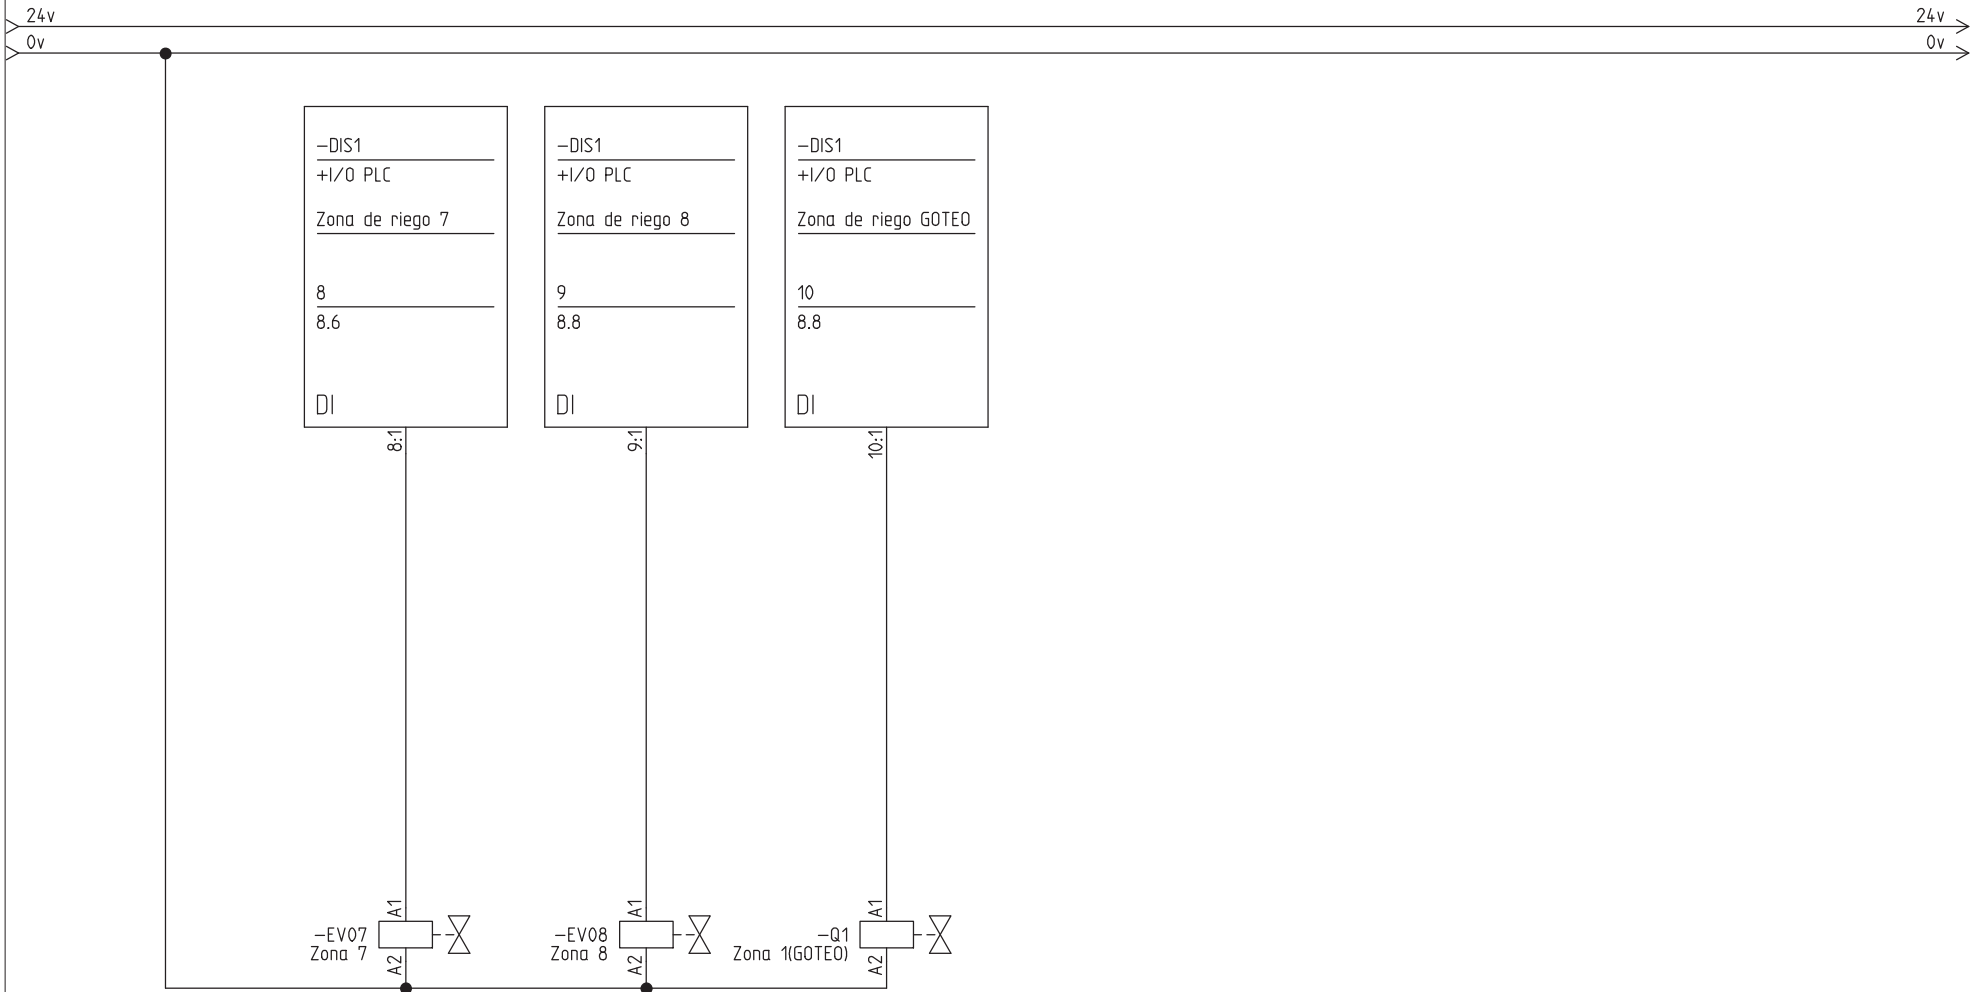 24v
24v
0v
0v
-DIS1
+I/O PLC
Zona de riego 7
8
8.6
DI
8:1
-DIS1
+I/O PLC
Zona de riego 8
9
8.8
DI
9:1
-DIS1
+I/O PLC
Zona de riego GOTEO
10
8.8
DI
10:1
A1
-EV07
Zona 7
A2
A1
-EV08
Zona 8
A2
A1
-Q1
Zona 1(GOTEO)
A2